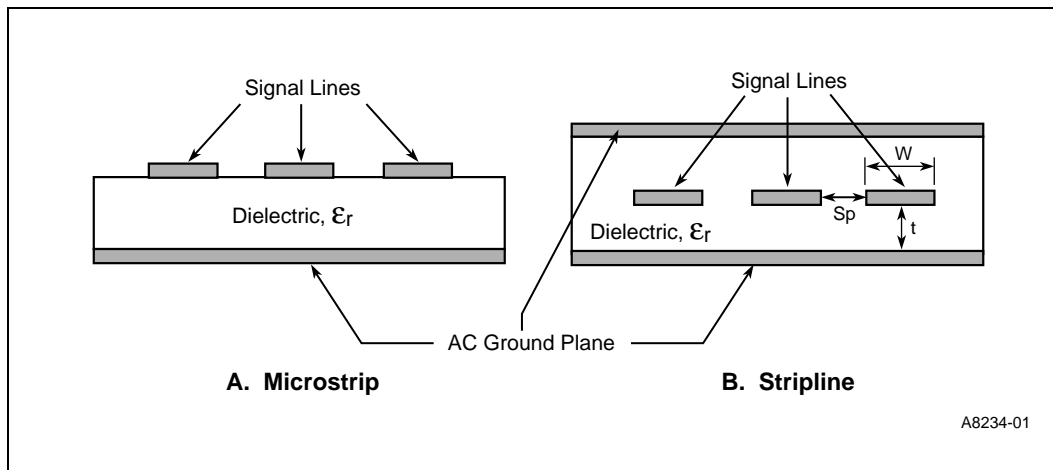 Signal Lines
Signal Lines
W
Sp
t
Dielectric, εr
Dielectric, εr
AC Ground Plane
A. Microstrip
B. Stripline
A8234-01